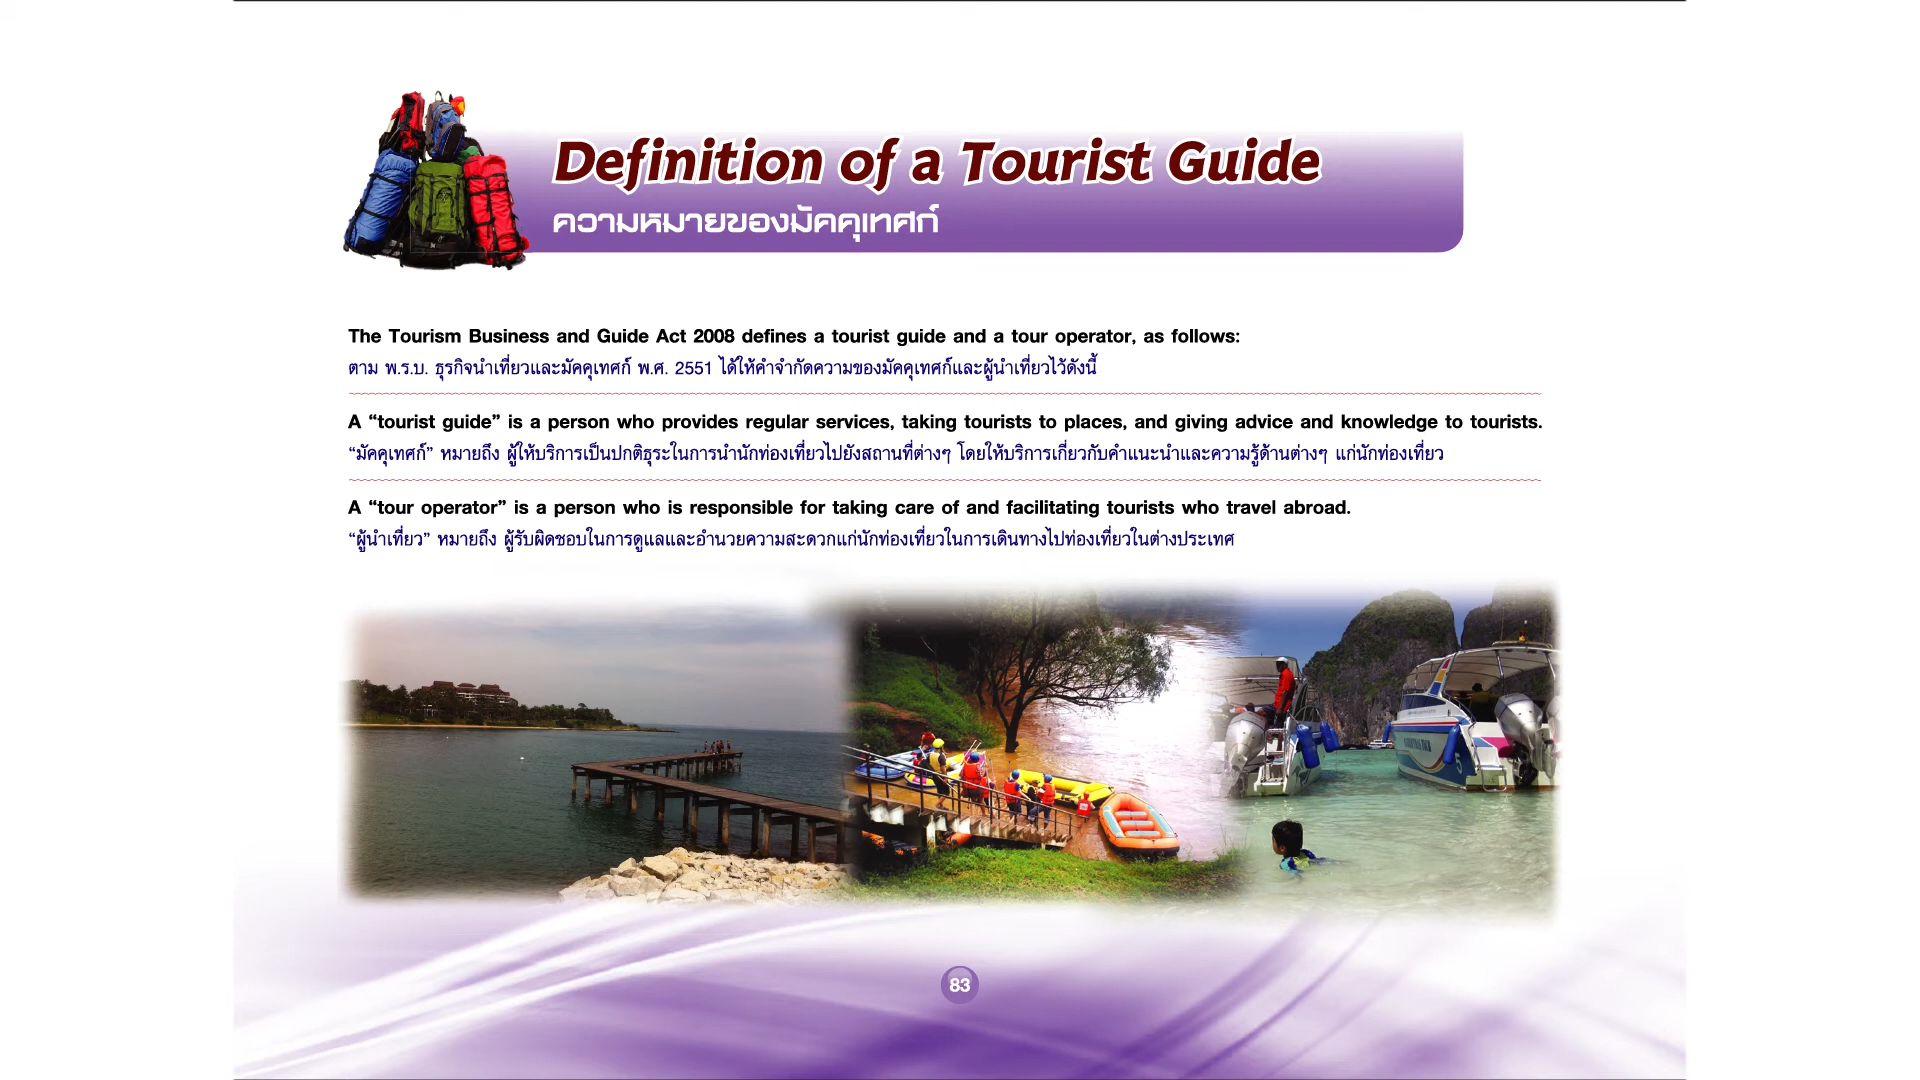 Definition of a Tourist Guide
ความหมายของมัคคุเทศก์
The Tourism Business and Guide Act 2008 defines a tourist guide and a tour operator, as follows:
ตาม พ.ร.บ. ธุรกิจนำเที่ยวและมัคคุเทศก์ พ.ศ. 2551 ได้ให้คำจำกัดความของมัคคุเทศก์และผู้นำเที่ยวไว้ดังนี้
A “tourist guide” is a person who provides regular services, taking tourists to places, and giving advice and knowledge to tourists.
“มัคคุเทศก์” หมายถึง ผู้ให้บริการเป็นปกติธุระในการนำนักท่องเที่ยวไปยังสถานที่ต่างๆ โดยให้บริการเกี่ยวกับคำแนะนำและความรู้ด้านต่างๆ แก่นักท่องเที่ยว
A “tour operator” is a person who is responsible for taking care of and facilitating tourists who travel abroad.
“ผู้นำเที่ยว” หมายถึง ผู้รับผิดชอบในการดูแลและอำนวยความสะดวกแก่นักท่องเที่ยวในการเดินทางไปท่องเที่ยวในต่างประเทศ
83